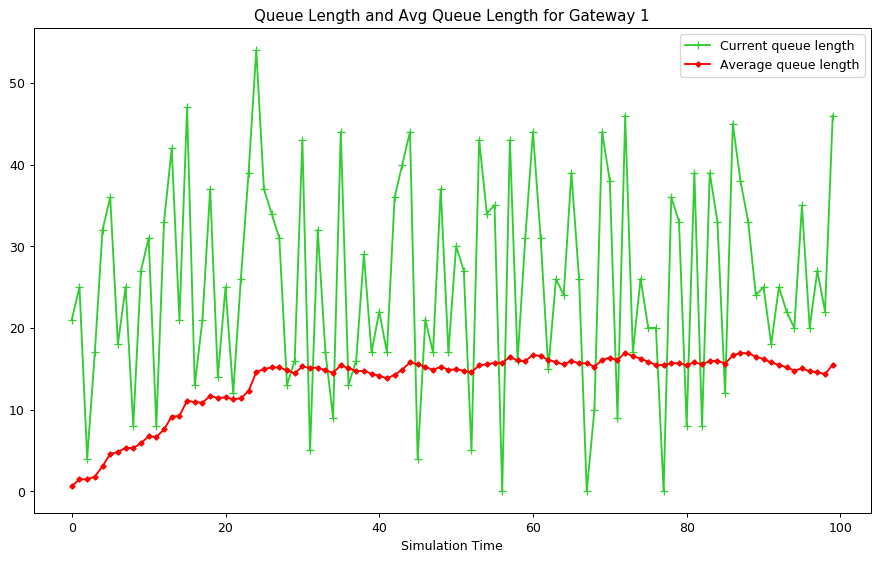 Queue Length and Avg Queue Length for Gateway 1
Current queue length
Average queue length
50
40
30
20
10
0
0 20 40 60 80 100
Simulation Time